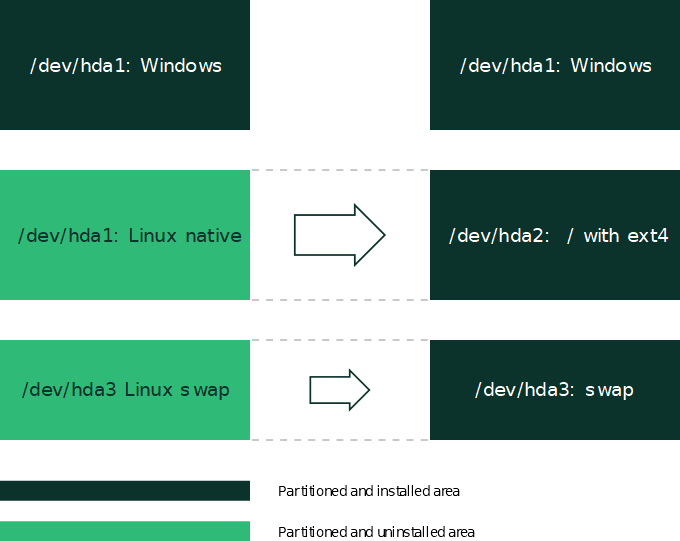 /dev/hda1: Windows
/dev/hda1: Windows
/dev/hda1: Linux native
/dev/hda2: / with ext4
/dev/hda3 Linux swap
/dev/hda3: swap
Partitioned and installed area
Partitioned and uninstalled area